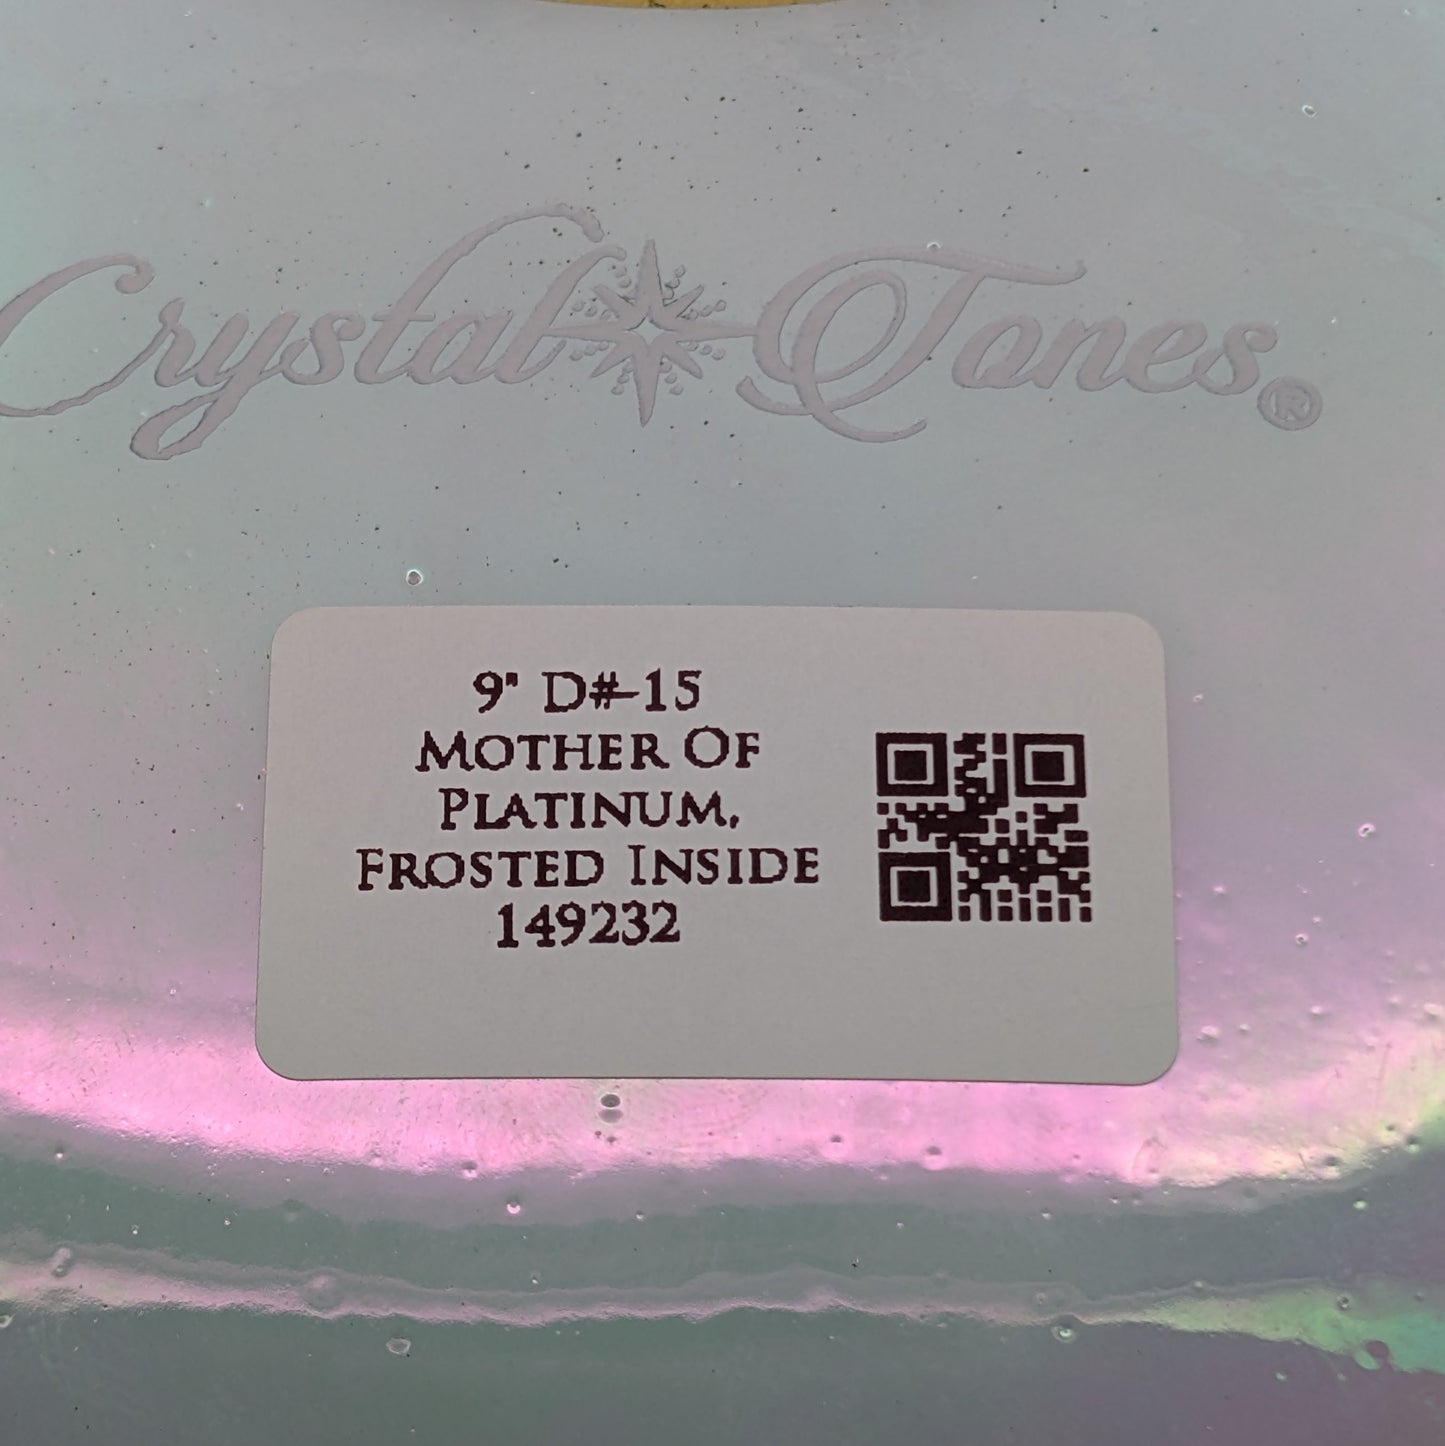 Crystal Tones®
9" D#-15
Mother Of
Platinum,
Frosted Inside
149232